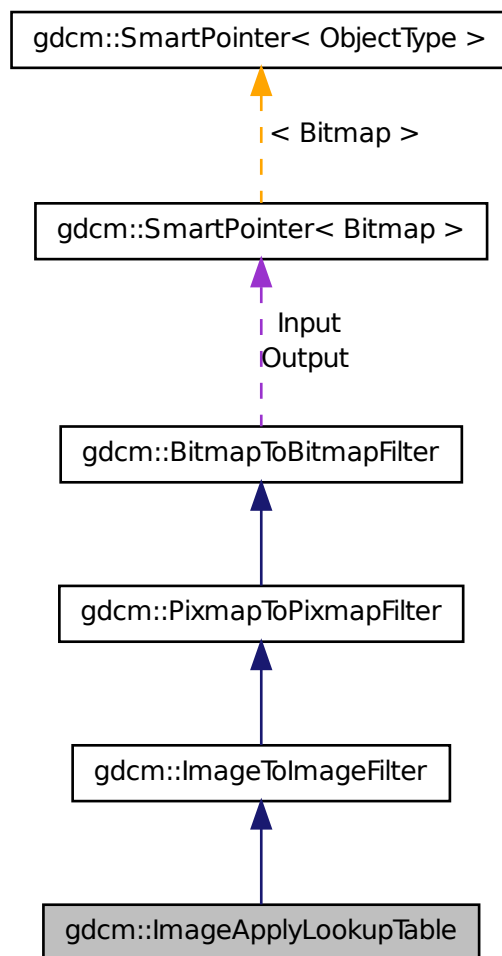 gdcm::SmartPointer< ObjectType >
< Bitmap >
gdcm::SmartPointer< Bitmap >
Input
Output
gdcm::BitmapToBitmapFilter
gdcm::PixmapToPixmapFilter
gdcm::ImageToImageFilter
gdcm::ImageApplyLookupTable